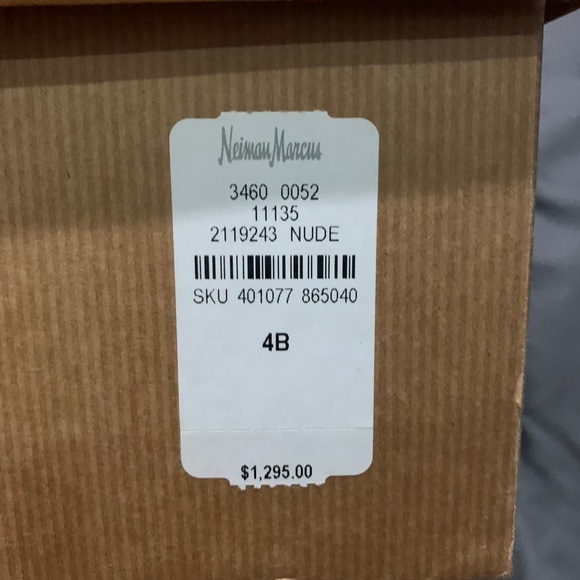 Neiman Marcus
3460 0052
11135
2119243 NUDE
SKU 401077 865040
4B
$1,295.00